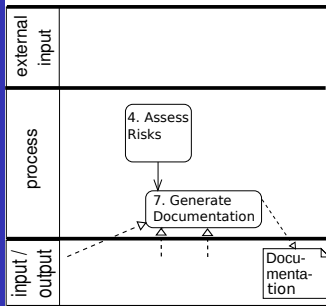 external
input
process
4. Assess
Risks
7. Generate
Documentation
input /
output
Docu-
menta-
tion